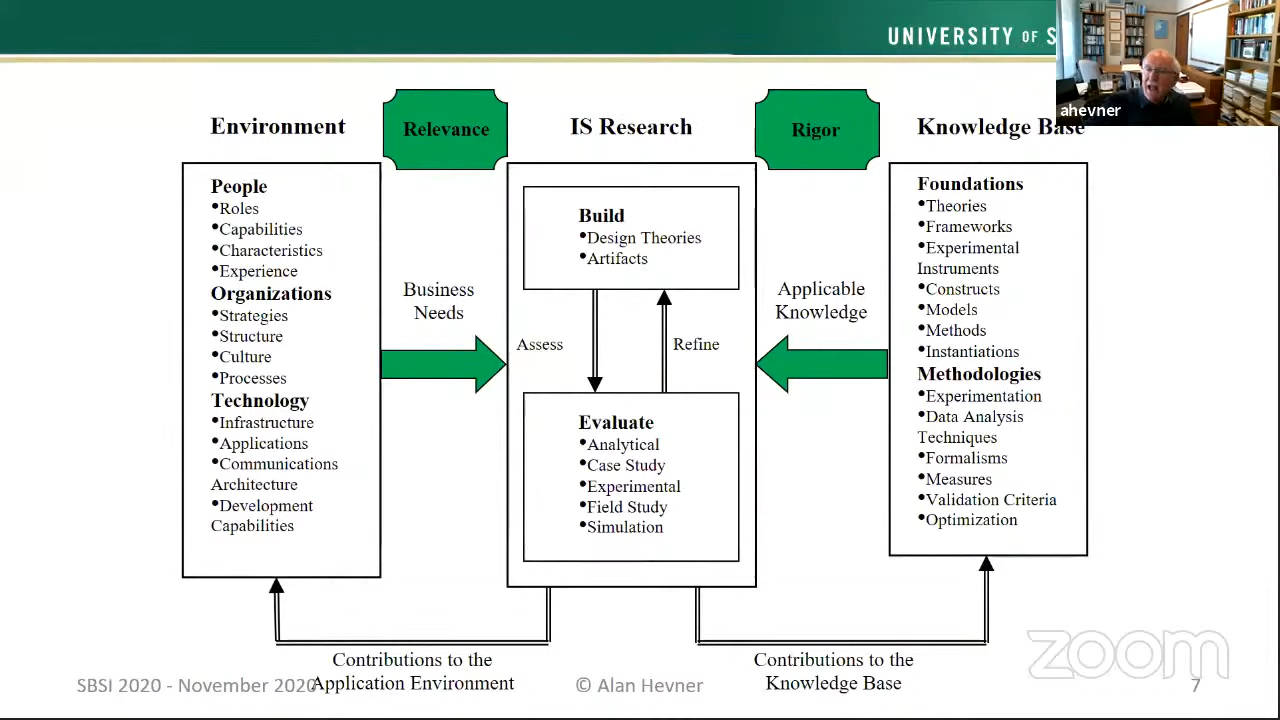 UNIVERSITY OF S
ahevner
Environment
Relevance
IS Research
Rigor
Knowledge Base
People
•Roles
•Capabilities
•Characteristics
•Experience
Organizations
•Strategies
•Structure
•Culture
•Processes
Technology
•Infrastructure
•Applications
•Communications
Architecture
•Development
Capabilities
Business
Needs
Build
•Design Theories
•Artifacts
Assess
Refine
Evaluate
•Analytical
•Case Study
•Experimental
•Field Study
•Simulation
Applicable
Knowledge
Foundations
•Theories
•Frameworks
•Experimental
Instruments
•Constructs
•Models
•Methods
•Instantiations
Methodologies
•Experimentation
•Data Analysis
Techniques
•Formalisms
•Measures
•Validation Criteria
•Optimization
Contributions to the
Application Environment
Contributions to the
Knowledge Base
SBSI 2020 - November 2020
© Alan Hevner
7
zoom